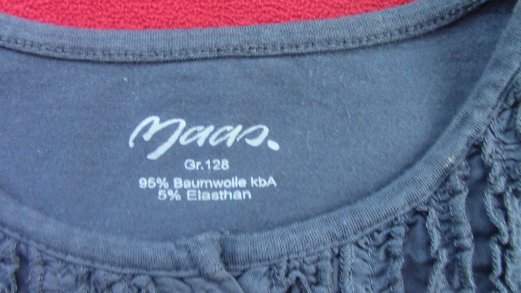 Maas.
Gr.128
95% Baumwolle kbA
5% Elasthan